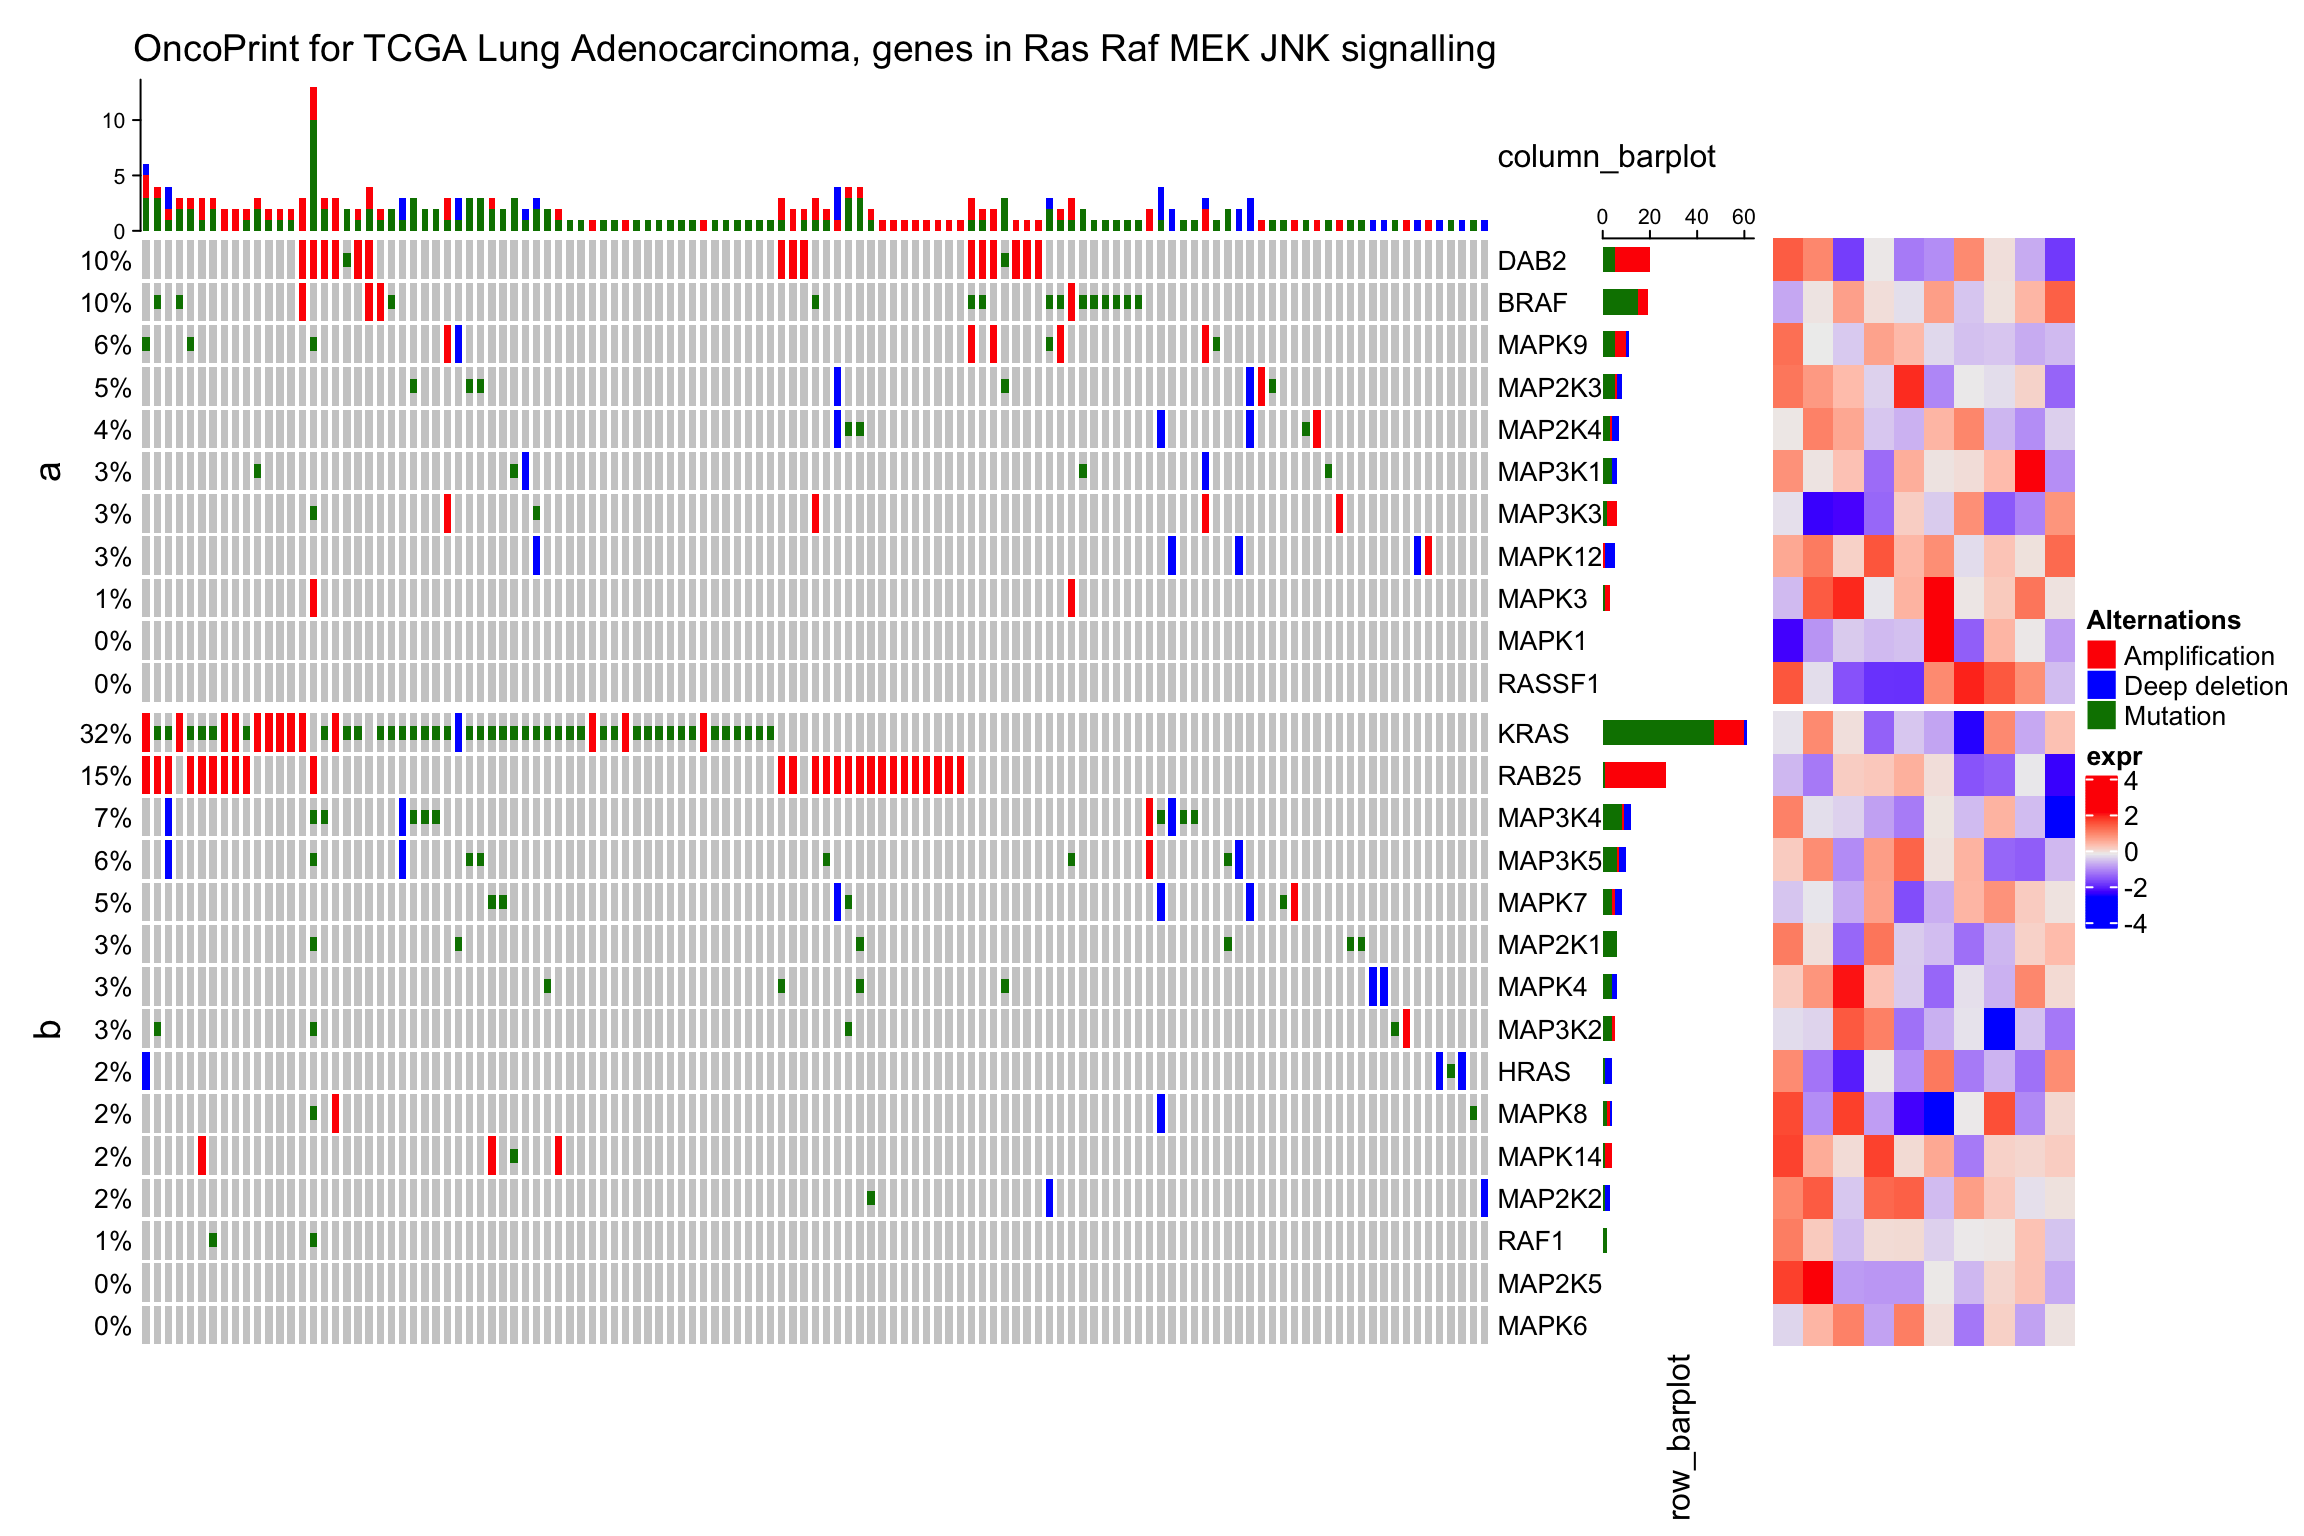 OncoPrint for TCGA Lung Adenocarcinoma, genes in Ras Raf MEK JNK signalling
10
5
0
column_barplot
0 20 40 60
a
10% DAB2
10% BRAF
6% MAPK9
5% MAP2K3
4% MAP2K4
3% MAP3K1
3% MAP3K3
3% MAPK12
1% MAPK3
0% MAPK1
0% RASSF1
b
32% KRAS
15% RAB25
7% MAP3K4
6% MAP3K5
5% MAPK7
3% MAP2K1
3% MAPK4
3% MAP3K2
2% HRAS
2% MAPK8
2% MAPK14
2% MAP2K2
1% RAF1
0% MAP2K5
0% MAPK6
row_barplot
Alternations
Amplification
Deep deletion
Mutation
expr
4
2
0
-2
-4